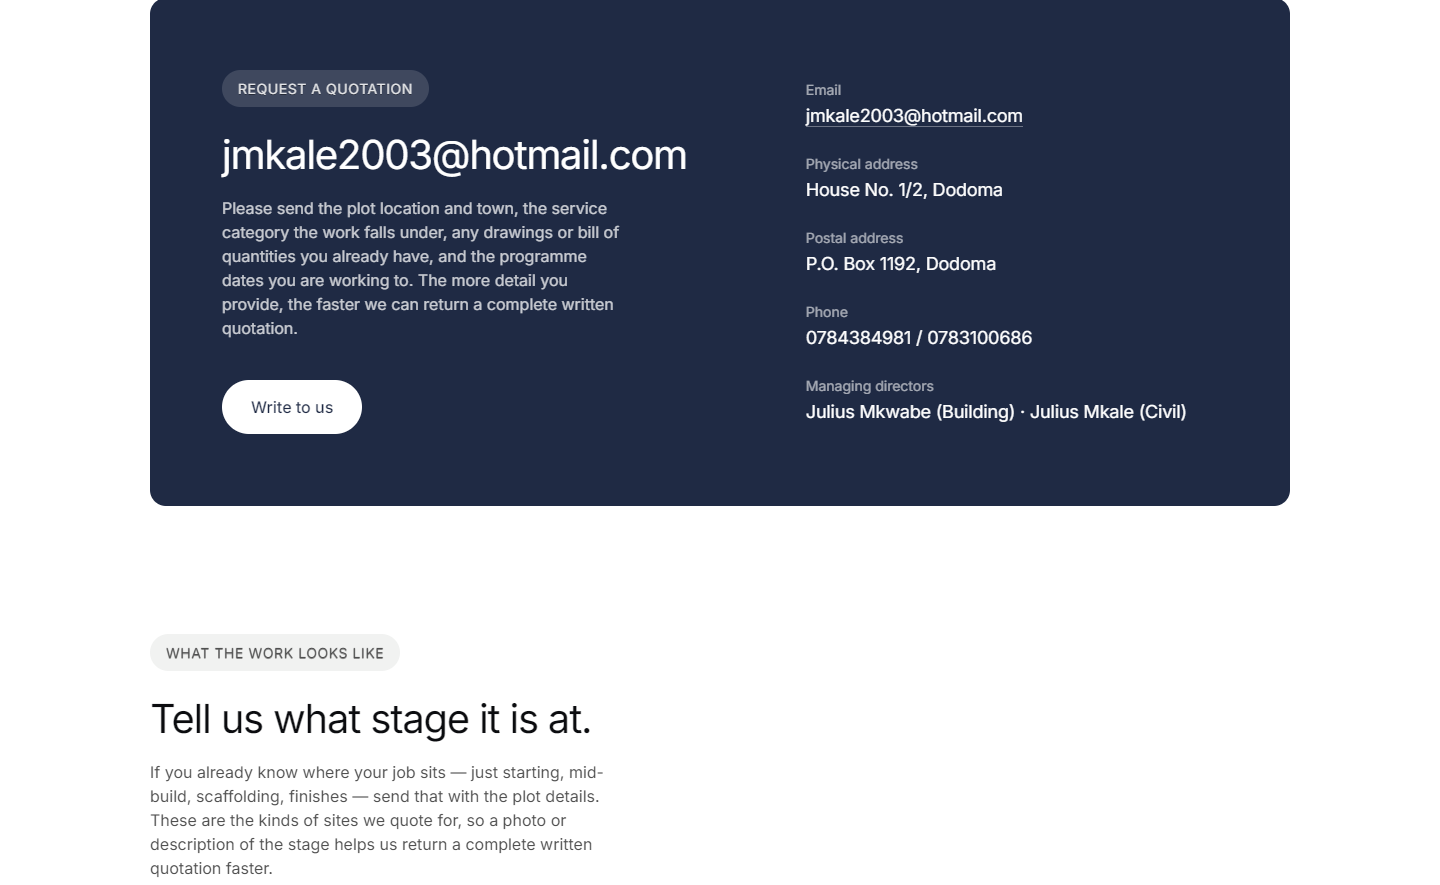 REQUEST A QUOTATION
jmkale2003@hotmail.com
Please send the plot location and town, the service
category the work falls under, any drawings or bill of
quantities you already have, and the programme
dates you are working to. The more detail you
provide, the faster we can return a complete written
quotation.
Write to us
Email
jmkale2003@hotmail.com
Physical address
House No. 1/2, Dodoma
Postal address
P.O. Box 1192, Dodoma
Phone
0784384981 / 0783100686
Managing directors
Julius Mkwabe (Building) · Julius Mkale (Civil)
WHAT THE WORK LOOKS LIKE
Tell us what stage it is at.
If you already know where your job sits — just starting, mid-
build, scaffolding, finishes — send that with the plot details.
These are the kinds of sites we quote for, so a photo or
description of the stage helps us return a complete written
quotation faster.